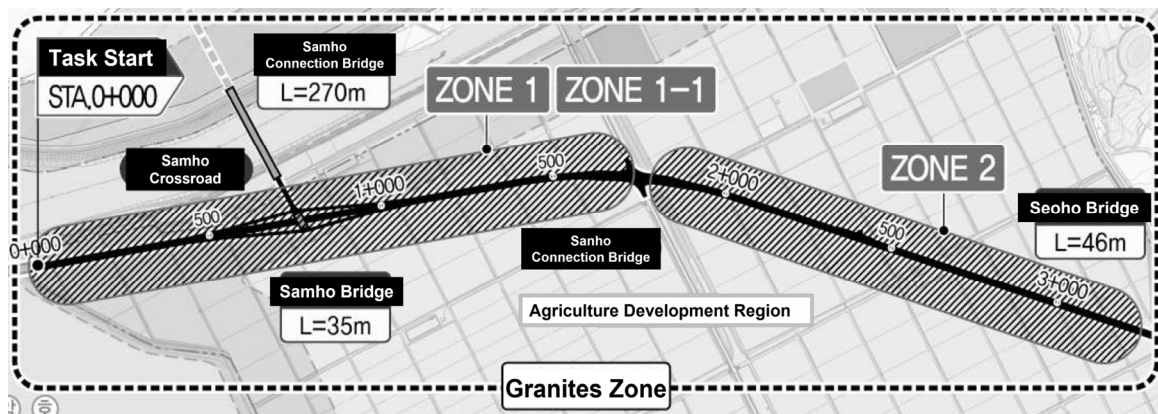 Task Start
STA.0+000
Samho
Connection Bridge
L=270m
ZONE 1
ZONE 1-1
ZONE 2
Samho
Crossroad
0+000
500
1+000
500
2+000
500
3+000
Seoho Bridge
L=46m
Samho Bridge
L=35m
Sanho
Connection Bridge
Agriculture Development Region
Granites Zone